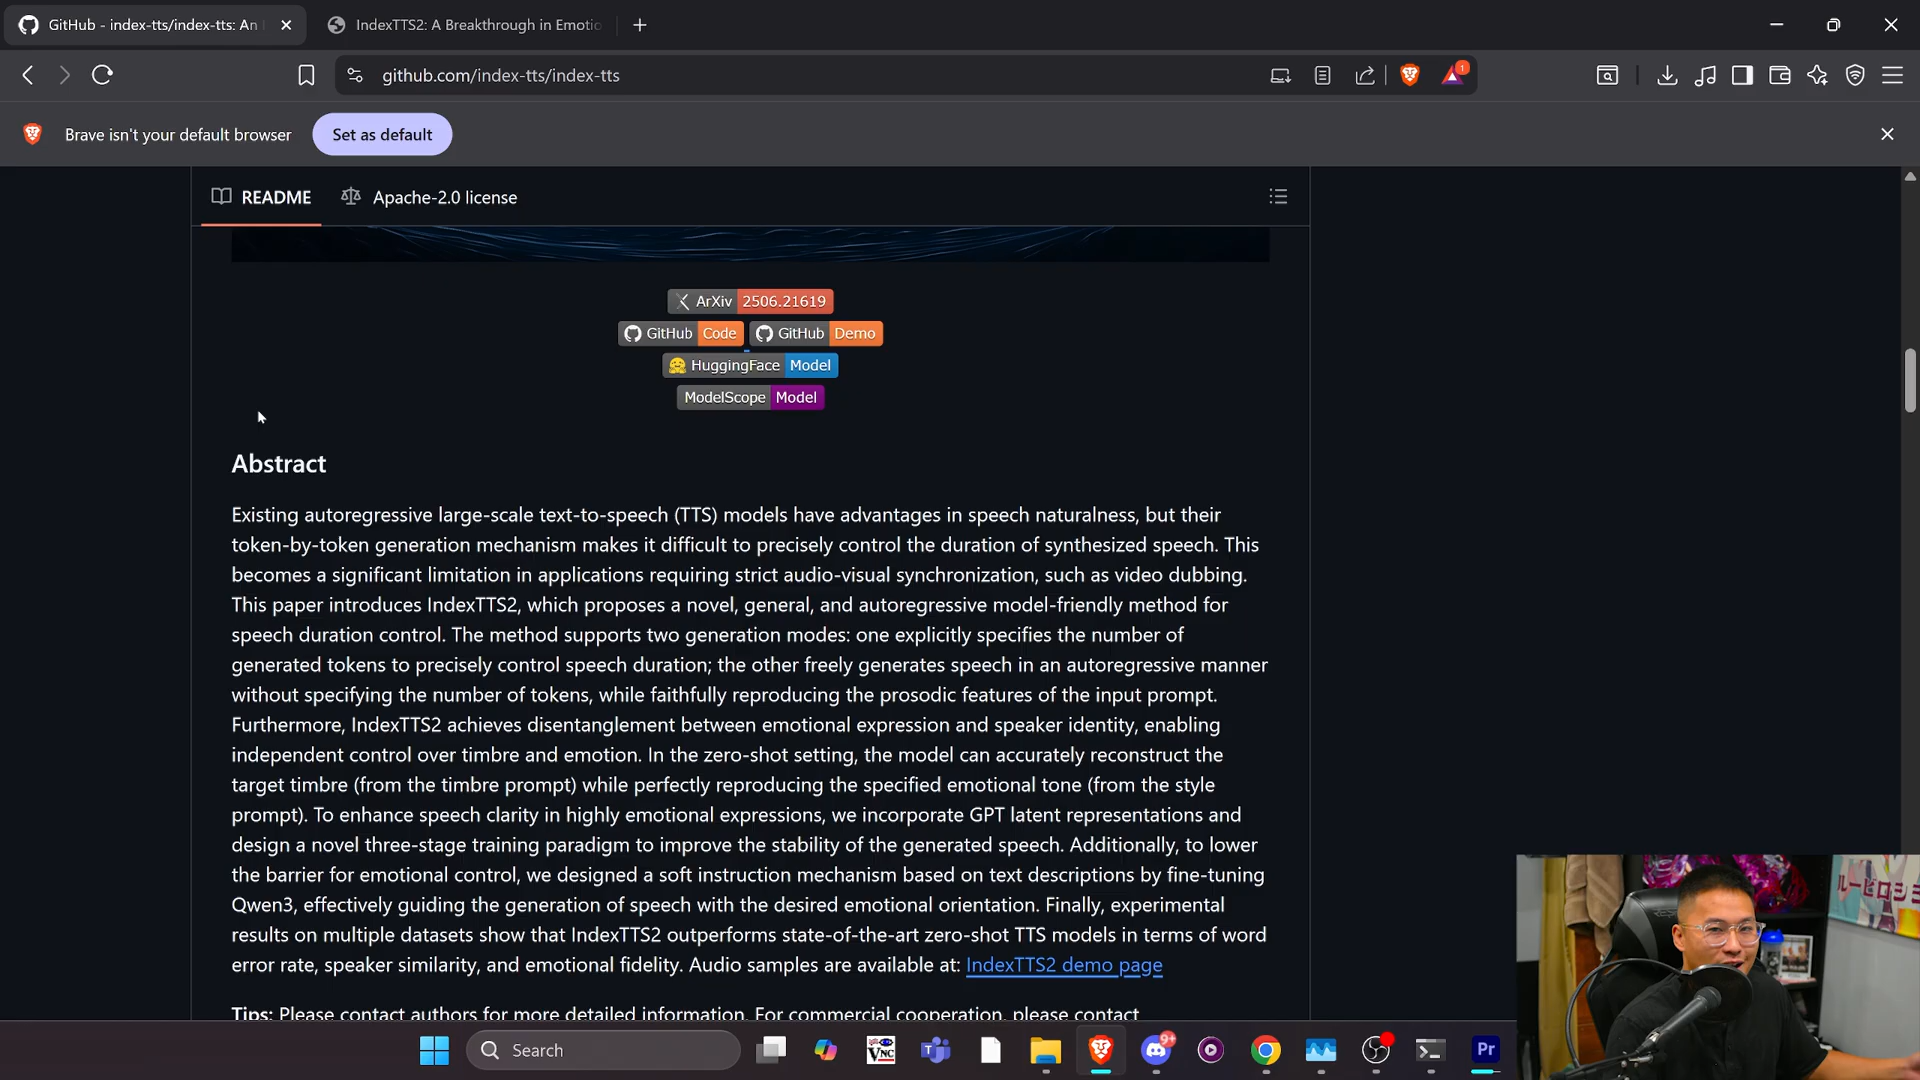 GitHub - index-tts/index-tts: An
IndexTTS2: A Breakthrough in Emotio
github.com/index-tts/index-tts
1
Brave isn't your default browser
Set as default
README
Apache-2.0 license
ArXiv 2506.21619
GitHub Code GitHub Demo
HuggingFace Model
ModelScope Model
Abstract
Existing autoregressive large-scale text-to-speech (TTS) models have advantages in speech naturalness, but their
token-by-token generation mechanism makes it difficult to precisely control the duration of synthesized speech. This
becomes a significant limitation in applications requiring strict audio-visual synchronization, such as video dubbing.
This paper introduces IndexTTS2, which proposes a novel, general, and autoregressive model-friendly method for
speech duration control. The method supports two generation modes: one explicitly specifies the number of
generated tokens to precisely control speech duration; the other freely generates speech in an autoregressive manner
without specifying the number of tokens, while faithfully reproducing the prosodic features of the input prompt.
Furthermore, IndexTTS2 achieves disentanglement between emotional expression and speaker identity, enabling
independent control over timbre and emotion. In the zero-shot setting, the model can accurately reconstruct the
target timbre (from the timbre prompt) while perfectly reproducing the specified emotional tone (from the style
prompt). To enhance speech clarity in highly emotional expressions, we incorporate GPT latent representations and
design a novel three-stage training paradigm to improve the stability of the generated speech. Additionally, to lower
the barrier for emotional control, we designed a soft instruction mechanism based on text descriptions by fine-tuning
Qwen3, effectively guiding the generation of speech with the desired emotional orientation. Finally, experimental
results on multiple datasets show that IndexTTS2 outperforms state-of-the-art zero-shot TTS models in terms of word
error rate, speaker similarity, and emotional fidelity. Audio samples are available at: IndexTTS2 demo page
Tips: Please contact authors for more detailed information. For commercial cooperation, please contact
Search
VNC
9+
Pr